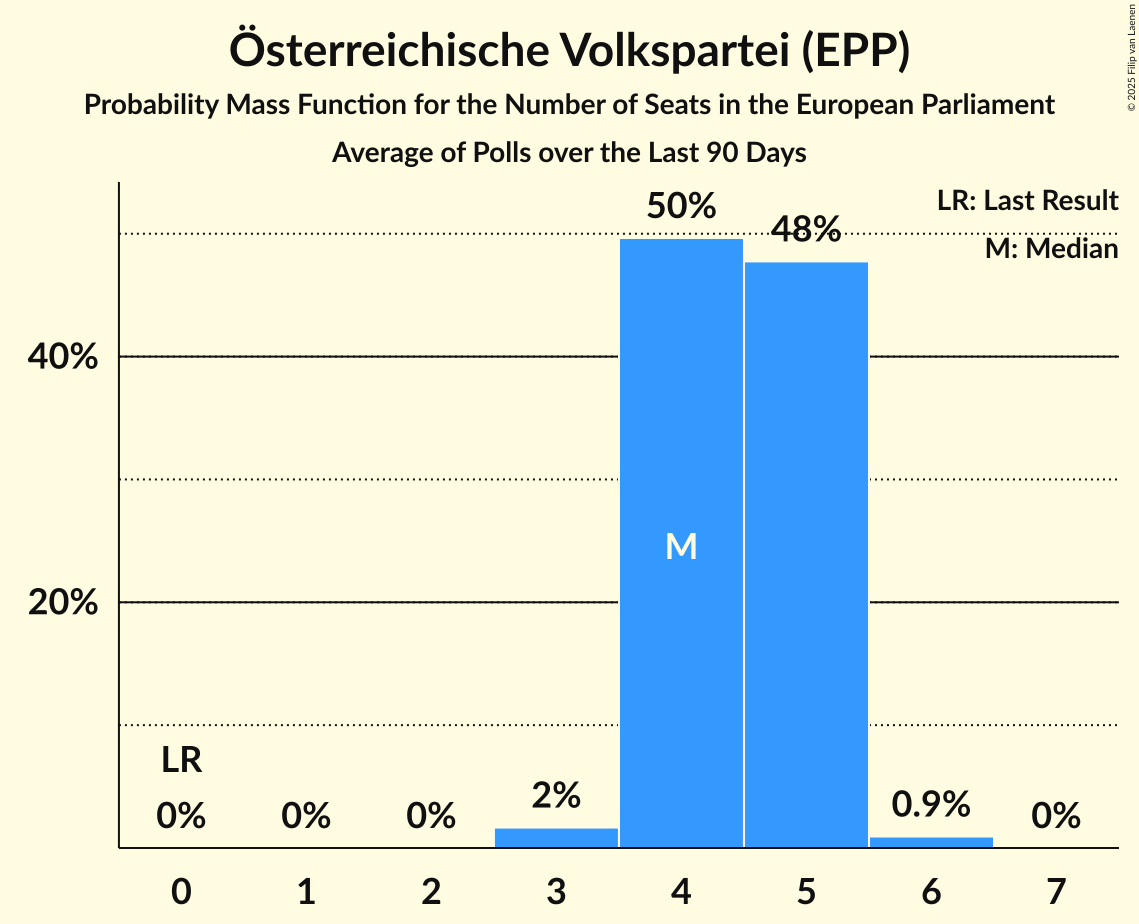 Österreichische Volkspartei (EPP)
Probability Mass Function for the Number of Seats in the European Parliament
Average of Polls over the Last 90 Days
© 2025 Filip van Laenen
LR: Last Result
M: Median
50%
48%
40%
20%
M
LR
0%
0%
0%
2%
0.9%
0%
0 1 2 3 4 5 6 7